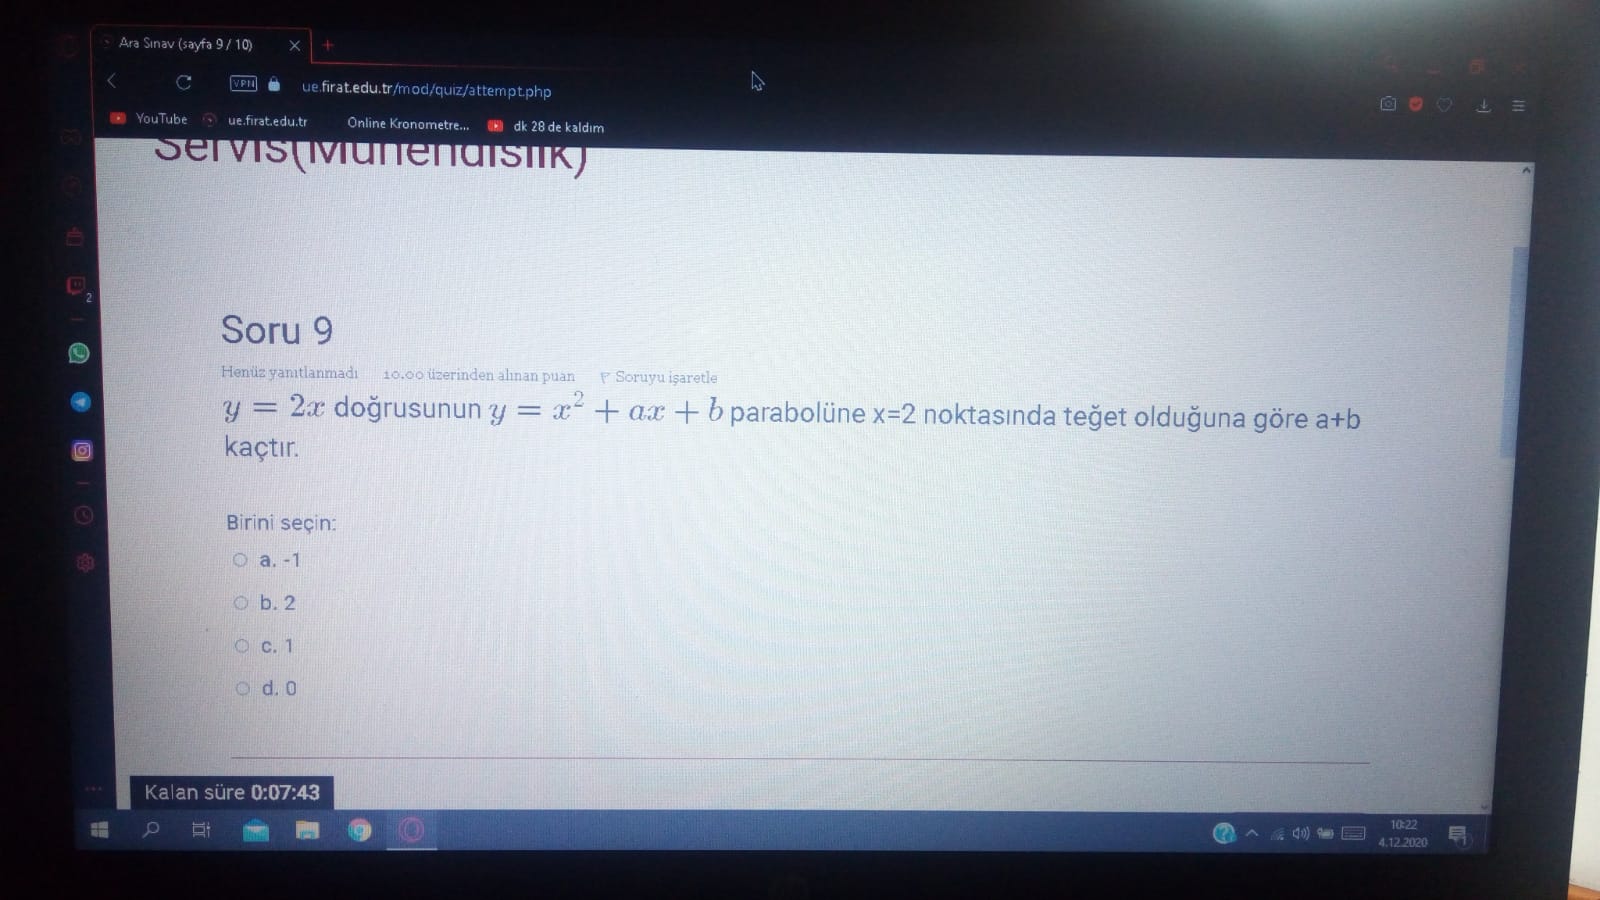 Ara Sınav (sayfa 9 / 10)
VPN ue.firat.edu.tr/mod/quiz/attempt.php
YouTube ue.firat.edu.tr Online Kronometre... dk 28 de kaldım
Servis(Mühendislik)
2
Soru 9
Henüz yanıtlanmadı 10,00 üzerinden alınan puan Soruyu işaretle
y = 2x doğrusunun y = x² + ax + b parabolüne x=2 noktasında teğet olduğuna göre a+b
kaçtır.
Birini seçin:
a. -1
b. 2
c. 1
d. 0
Kalan süre 0:07:43
10:22
4.12.2020
1